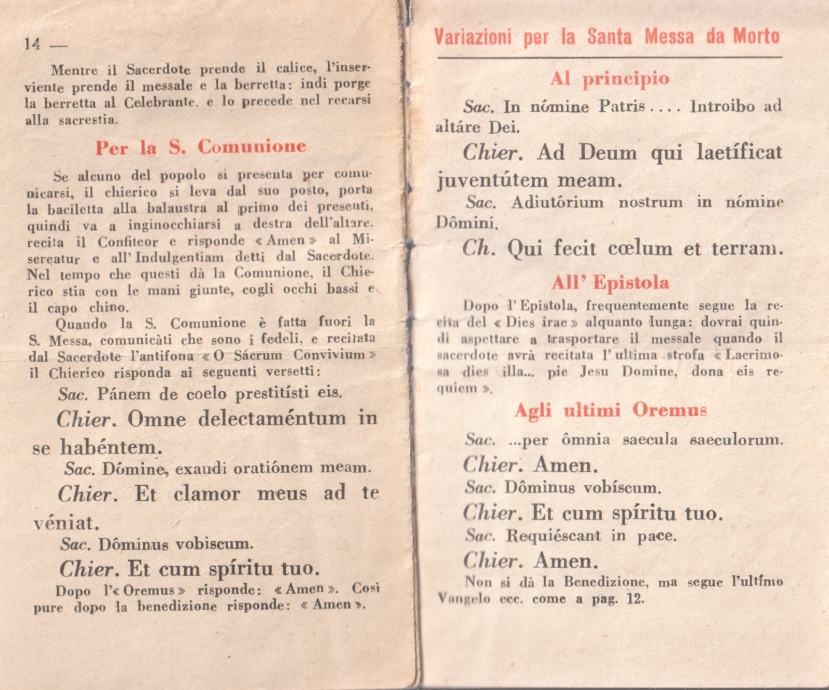 14 —
Mentre il Sacerdote prende il calice, l'inser-
viente prende il messale e la berretta: indi porge
la berretta al Celebrante, e lo precede nel recarsi
alla sacrestia.
Per la S. Comunione
Se alcuno del popolo si presenta per comu-
nicarsi, il chierico si leva dal suo posto, porta
la baciletta alla balaustra al primo dei presenti,
quindi va a inginocchiarsi a destra dell'altare.
recita il Confiteor e risponde « Amen » al Mi-
sereatur e all' Indulgentiam detti dal Sacerdote.
Nel tempo che questi dà la Comunione, il Chie-
rico stia con le mani giunte, cogli occhi bassi e
il capo chino.
Quando la S. Comunione è fatta fuori la
S. Messa, comunicàti che sono i fedeli, e recitata
dal Sacerdote l'antifona « O Sácrum Convivium »
il Chierico risponda ai seguenti versetti:
Sac. Pánem de coelo prestitísti eis.
Chier. Omne delectaméntum in
se habéntem.
Sac. Dómine, exaudi oratiónem meam.
Chier. Et clamor meus ad te
véniat.
Sac. Dôminus vobiscum.
Chier. Et cum spíritu tuo.
Dopo l'« Oremus » risponde: « Amen ». Così
pure dopo la benedizione risponde: « Amen ».
Variazioni per la Santa Messa da Morto
Al principio
Sac. In nómine Patris .... Introibo ad
altáre Dei.
Chier. Ad Deum qui laetíficat
juventútem meam.
Sac. Adiutórium nostrum in nómine
Dômini.
Ch. Qui fecit cœlum et terram.
All' Epistola
Dopo l' Epistola, frequentemente segue la re-
cita del « Dies irae » alquanto lunga: dovrai quin-
di aspettare a trasportare il messale quando il
sacerdote avrà recitata l' ultima strofa « Lacrimo-
sa dies illa... pie Jesu Domine, dona eis re-
quiem ».
Agli ultimi Oremus
Sac. ...per ômnia saecula saeculorum.
Chier. Amen.
Sac. Dôminus vobíscum.
Chier. Et cum spíritu tuo.
Sac. Requiéscant in pace.
Chier. Amen.
Non si dà la Benedizione, ma segue l'ultímo
Vangelo ecc. come a pag. 12.